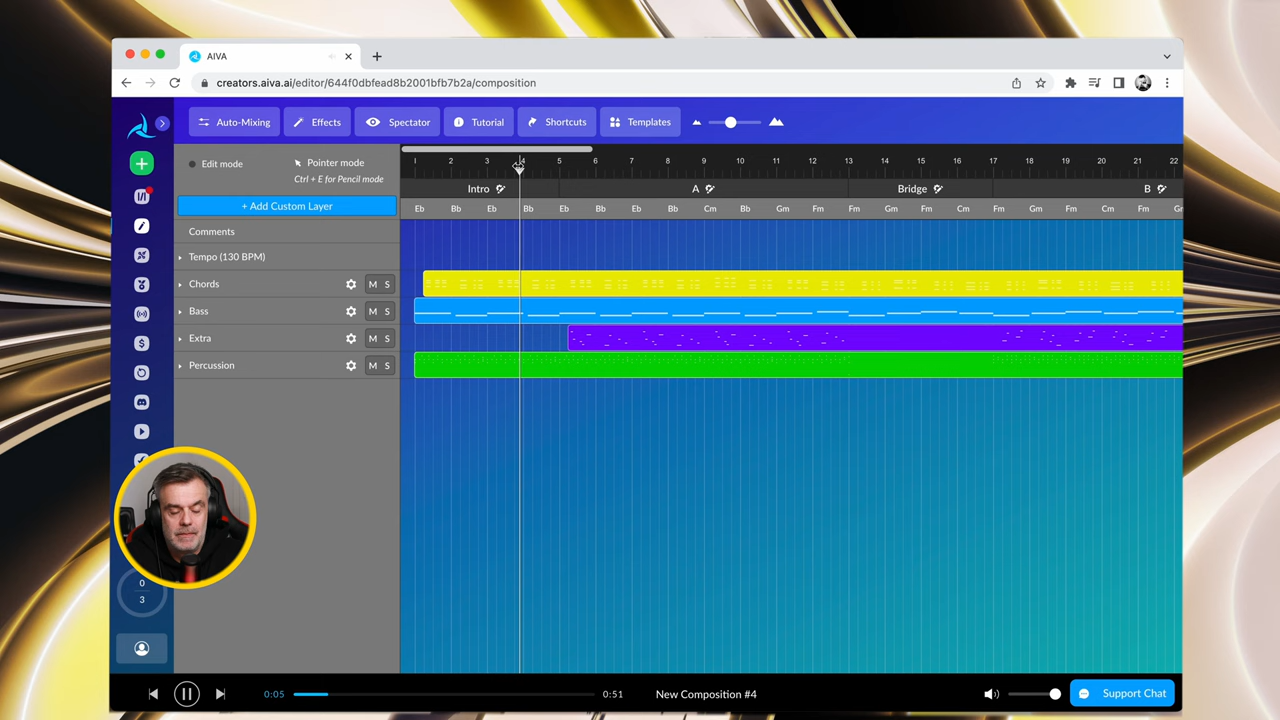 AIVA
creators.aiva.ai/editor/644f0dbfead8b2001bfb7b2a/composition
Auto-Mixing Effects Spectator Tutorial Shortcuts Templates
Edit mode Pointer mode
Ctrl + E for Pencil mode
1 2 3 4 5 6 7 8 9 10 11 12 13 14 15 16 17 18 19 20 21 22
Intro A Bridge B
+ Add Custom Layer
Eb Bb Eb Bb Eb Bb Eb Bb Cm Bb Gm Fm Fm Gm Fm Cm Fm Gm Fm Cm Fm
Comments
Tempo (130 BPM)
Chords M S
Bass M S
Extra M S
Percussion M S
0
3
0:05 0:51 New Composition #4 Support Chat